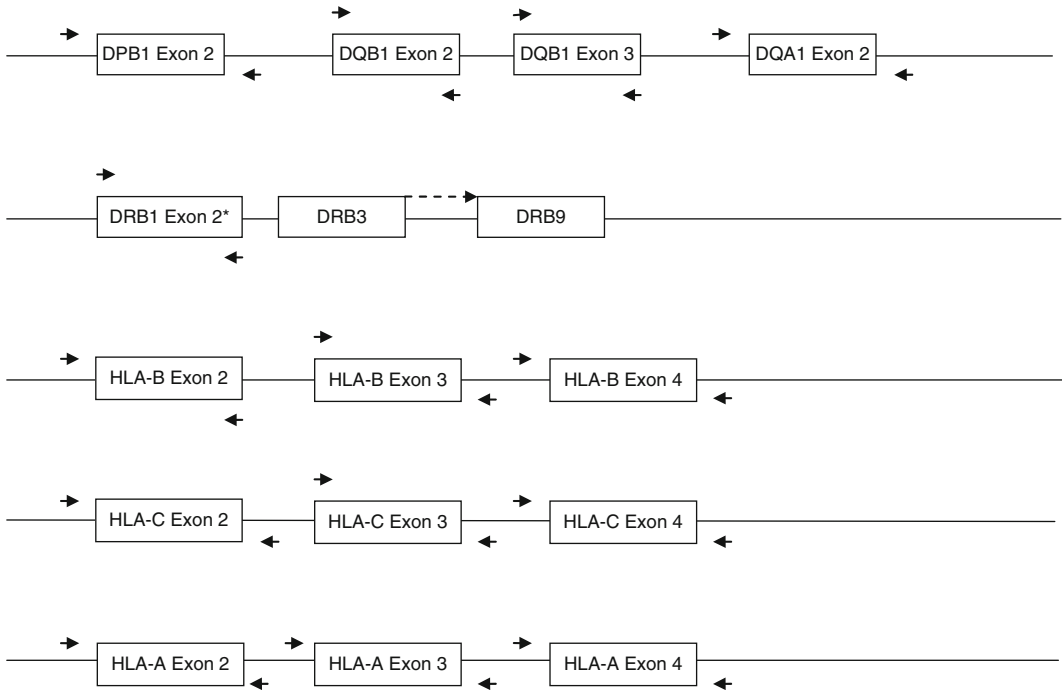 DPB1 Exon 2
DQB1 Exon 2
DQB1 Exon 3
DQA1 Exon 2
DRB1 Exon 2*
DRB3
DRB9
HLA-B Exon 2
HLA-B Exon 3
HLA-B Exon 4
HLA-C Exon 2
HLA-C Exon 3
HLA-C Exon 4
HLA-A Exon 2
HLA-A Exon 3
HLA-A Exon 4